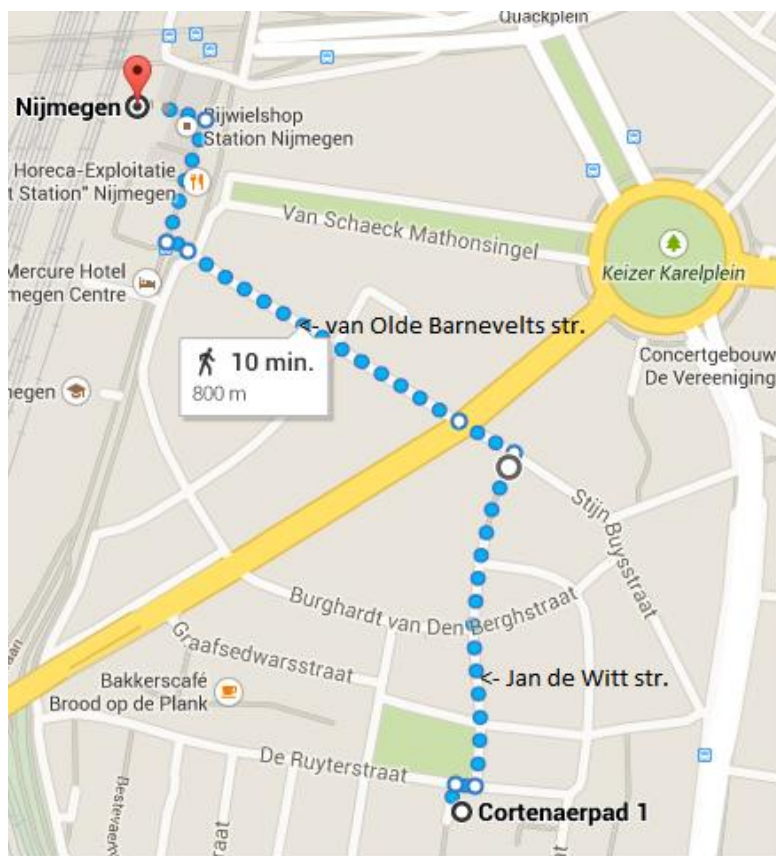 Quackplein
Nijmegen
Bijwielshop
Station Nijmegen
Horeca-Exploitatie
t Station" Nijmegen
Van Schaeck Mathonsingel
Keizer Karelplein
Mercure Hotel
megen Centre
<- van Olde Barnevelts str.
10 min.
800 m
Concertgebouw
De Vereeniging
negen
Stijn Buysstraat
Burghardt van Den Berghstraat
Graafsedwarsstraat
<- Jan de Witt str.
Bakkerscafé
Brood op de Plank
De Ruyterstraat
Cortenaerpad 1